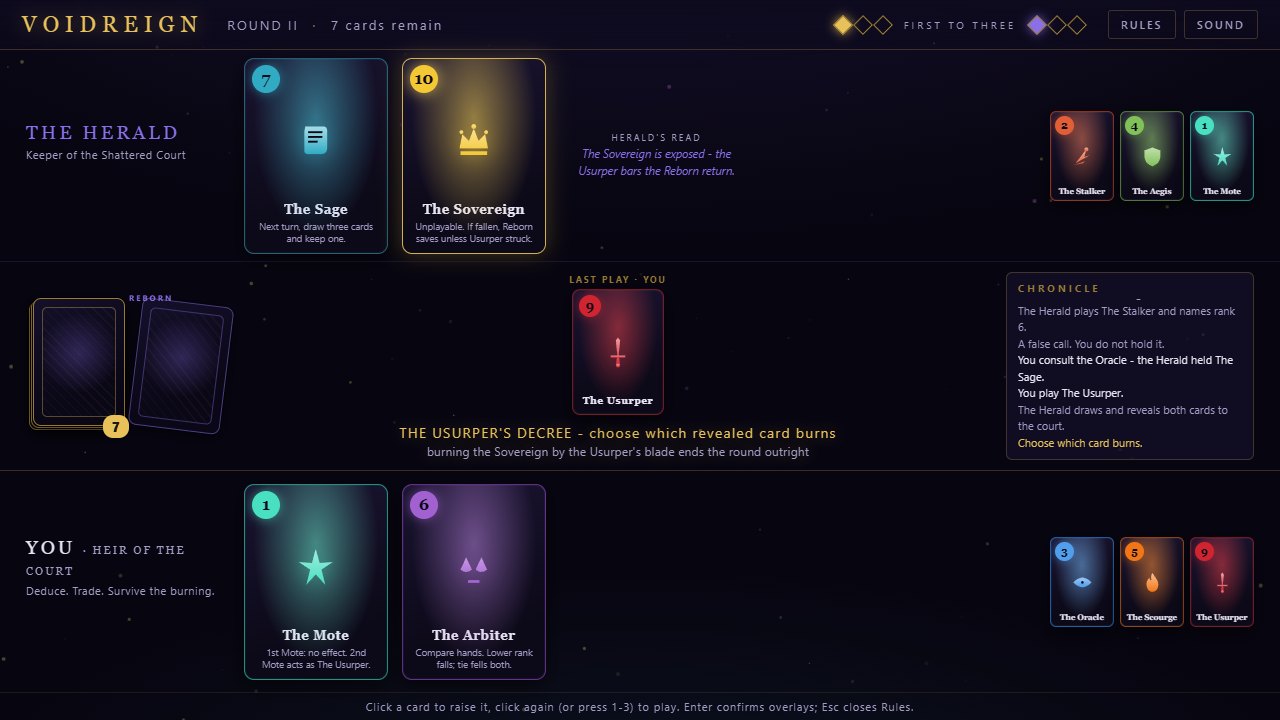 VOIDREIGN
ROUND II · 7 cards remain
FIRST TO THREE
RULES
SOUND
THE HERALD
Keeper of the Shattered Court
7
The Sage
Next turn, draw three cards
and keep one.
10
The Sovereign
Unplayable. If fallen, Reborn
saves unless Usurper struck.
HERALD'S READ
The Sovereign is exposed - the
Usurper bars the Reborn return.
2
The Stalker
4
The Aegis
1
The Mote
REBORN
7
LAST PLAY · YOU
9
The Usurper
THE USURPER'S DECREE - choose which revealed card burns
burning the Sovereign by the Usurper's blade ends the round outright
CHRONICLE
The Herald plays The Stalker and names rank
6.
A false call. You do not hold it.
You consult the Oracle - the Herald held The
Sage.
You play The Usurper.
The Herald draws and reveals both cards to
the court.
Choose which card burns.
YOU · HEIR OF THE
COURT
Deduce. Trade. Survive the burning.
1
The Mote
1st Mote: no effect. 2nd
Mote acts as The Usurper.
6
The Arbiter
Compare hands. Lower rank
falls; tie fells both.
3
The Oracle
5
The Scourge
9
The Usurper
Click a card to raise it, click again (or press 1-3) to play. Enter confirms overlays; Esc closes Rules.